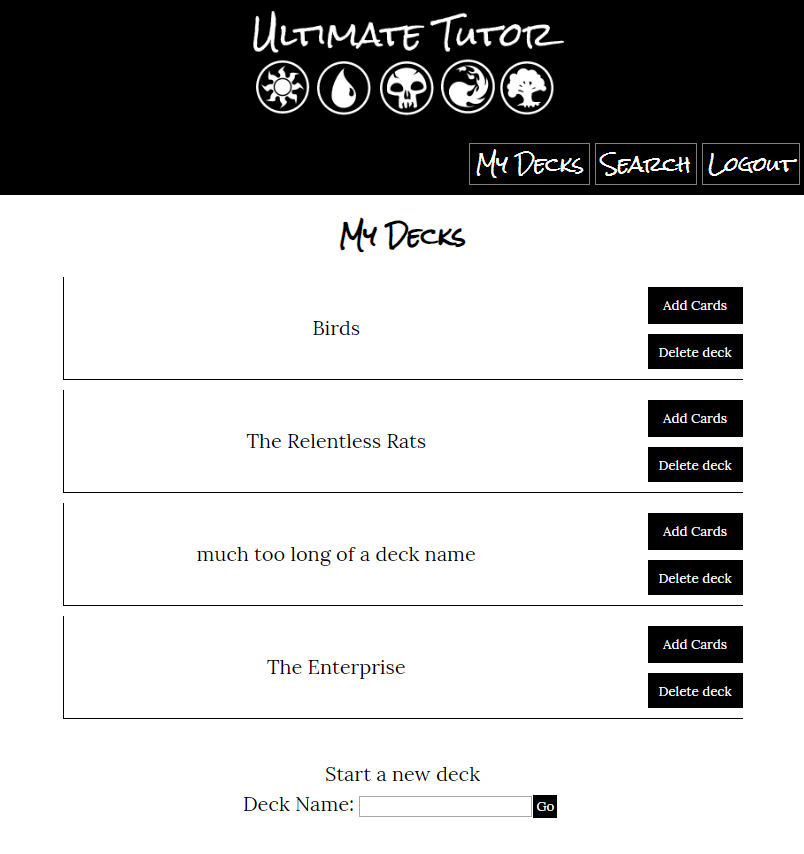 Ultimate Tutor
My Decks Search Logout
My Decks
Birds
Add Cards
Delete deck
The Relentless Rats
Add Cards
Delete deck
much too long of a deck name
Add Cards
Delete deck
The Enterprise
Add Cards
Delete deck
Start a new deck
Deck Name: Go